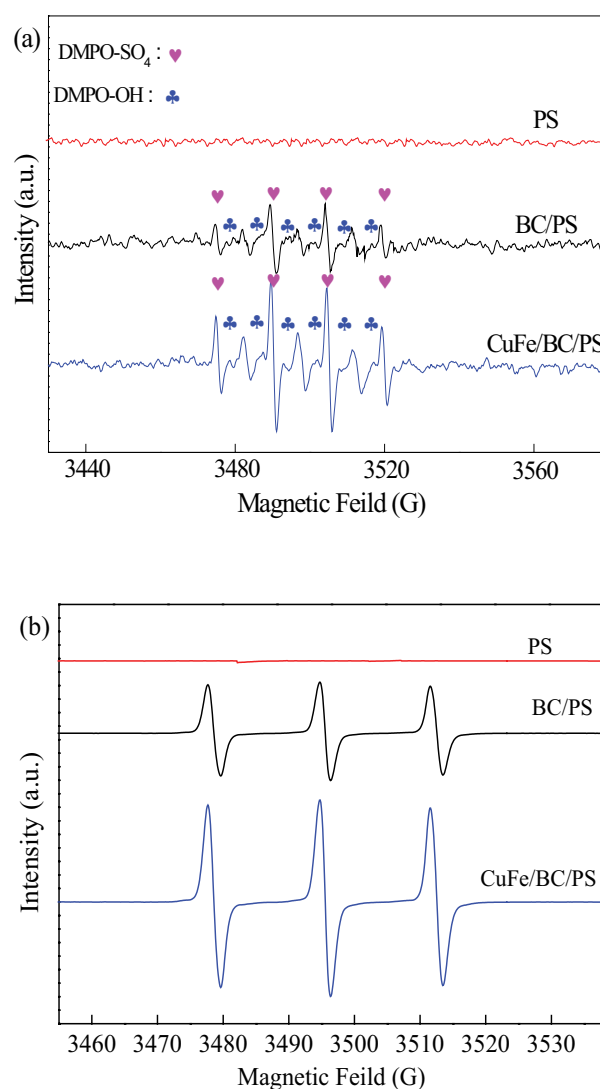 (a)
DMPO-SO4 : ♥
DMPO-OH : ♣
PS
BC/PS
CuFe/BC/PS
Intensity (a.u.)
3440 3480 3520 3560
Magnetic Feild (G)
(b)
PS
BC/PS
CuFe/BC/PS
Intensity (a.u.)
3460 3470 3480 3490 3500 3510 3520 3530
Magnetic Feild (G)